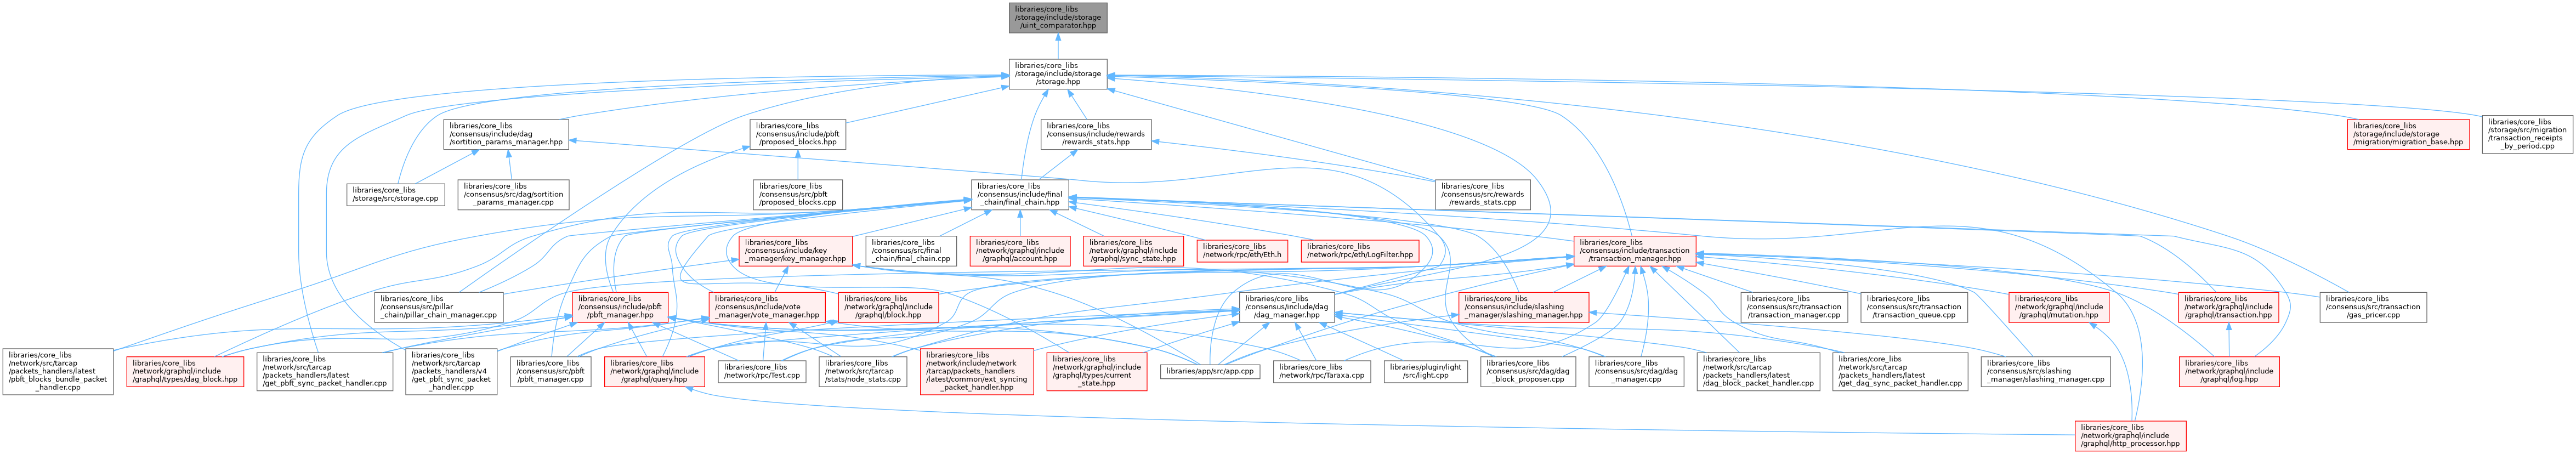 libraries/core_libs
/storage/include/storage
/uint_comparator.hpp
libraries/core_libs
/storage/include/storage
/storage.hpp
libraries/core_libs
/consensus/include/dag
/sortition_params_manager.hpp
libraries/core_libs
/consensus/include/pbft
/proposed_blocks.hpp
libraries/core_libs
/consensus/include/rewards
/rewards_stats.hpp
libraries/core_libs
/storage/include/storage
/migration/migration_base.hpp
libraries/core_libs
/storage/src/migration
/transaction_receipts
_by_period.cpp
libraries/core_libs
/storage/src/storage.cpp
libraries/core_libs
/consensus/src/dag/sortition
_params_manager.cpp
libraries/core_libs
/consensus/src/pbft
/proposed_blocks.cpp
libraries/core_libs
/consensus/include/final
_chain/final_chain.hpp
libraries/core_libs
/consensus/src/rewards
/rewards_stats.cpp
libraries/core_libs
/consensus/include/key
_manager/key_manager.hpp
libraries/core_libs
/consensus/src/final
_chain/final_chain.cpp
libraries/core_libs
/network/graphql/include
/graphql/account.hpp
libraries/core_libs
/network/graphql/include
/graphql/sync_state.hpp
libraries/core_libs
/network/rpc/eth/Eth.h
libraries/core_libs
/network/rpc/eth/LogFilter.hpp
libraries/core_libs
/consensus/include/transaction
/transaction_manager.hpp
libraries/core_libs
/consensus/src/pillar
_chain/pillar_chain_manager.cpp
libraries/core_libs
/consensus/include/pbft
/pbft_manager.hpp
libraries/core_libs
/consensus/include/vote
_manager/vote_manager.hpp
libraries/core_libs
/network/graphql/include
/graphql/block.hpp
libraries/core_libs
/consensus/include/dag
/dag_manager.hpp
libraries/core_libs
/consensus/include/slashing
_manager/slashing_manager.hpp
libraries/core_libs
/consensus/src/transaction
/transaction_manager.cpp
libraries/core_libs
/consensus/src/transaction
/transaction_queue.cpp
libraries/core_libs
/network/graphql/include
/graphql/mutation.hpp
libraries/core_libs
/network/graphql/include
/graphql/transaction.hpp
libraries/core_libs
/consensus/src/transaction
/gas_pricer.cpp
libraries/core_libs
/network/src/tarcap
/packets_handlers/latest
/pbft_blocks_bundle_packet
_handler.cpp
libraries/core_libs
/network/graphql/include
/graphql/types/dag_block.hpp
libraries/core_libs
/network/src/tarcap
/packets_handlers/latest
/get_pbft_sync_packet_handler.cpp
libraries/core_libs
/network/src/tarcap
/packets_handlers/v4
/get_pbft_sync_packet
_handler.cpp
libraries/core_libs
/consensus/src/pbft
/pbft_manager.cpp
libraries/core_libs
/network/graphql/include
/graphql/query.hpp
libraries/core_libs
/network/rpc/Test.cpp
libraries/core_libs
/network/src/tarcap
/stats/node_stats.cpp
libraries/core_libs
/network/include/network
/tarcap/packets_handlers
/latest/common/ext_syncing
_packet_handler.hpp
libraries/core_libs
/network/graphql/include
/graphql/types/current
_state.hpp
libraries/app/src/app.cpp
libraries/core_libs
/network/rpc/Taraxa.cpp
libraries/plugin/light
/src/light.cpp
libraries/core_libs
/consensus/src/dag/dag
_block_proposer.cpp
libraries/core_libs
/consensus/src/dag/dag
_manager.cpp
libraries/core_libs
/network/src/tarcap
/packets_handlers/latest
/dag_block_packet_handler.cpp
libraries/core_libs
/network/src/tarcap
/packets_handlers/latest
/get_dag_sync_packet_handler.cpp
libraries/core_libs
/consensus/src/slashing
_manager/slashing_manager.cpp
libraries/core_libs
/network/graphql/include
/graphql/log.hpp
libraries/core_libs
/network/graphql/include
/graphql/http_processor.hpp